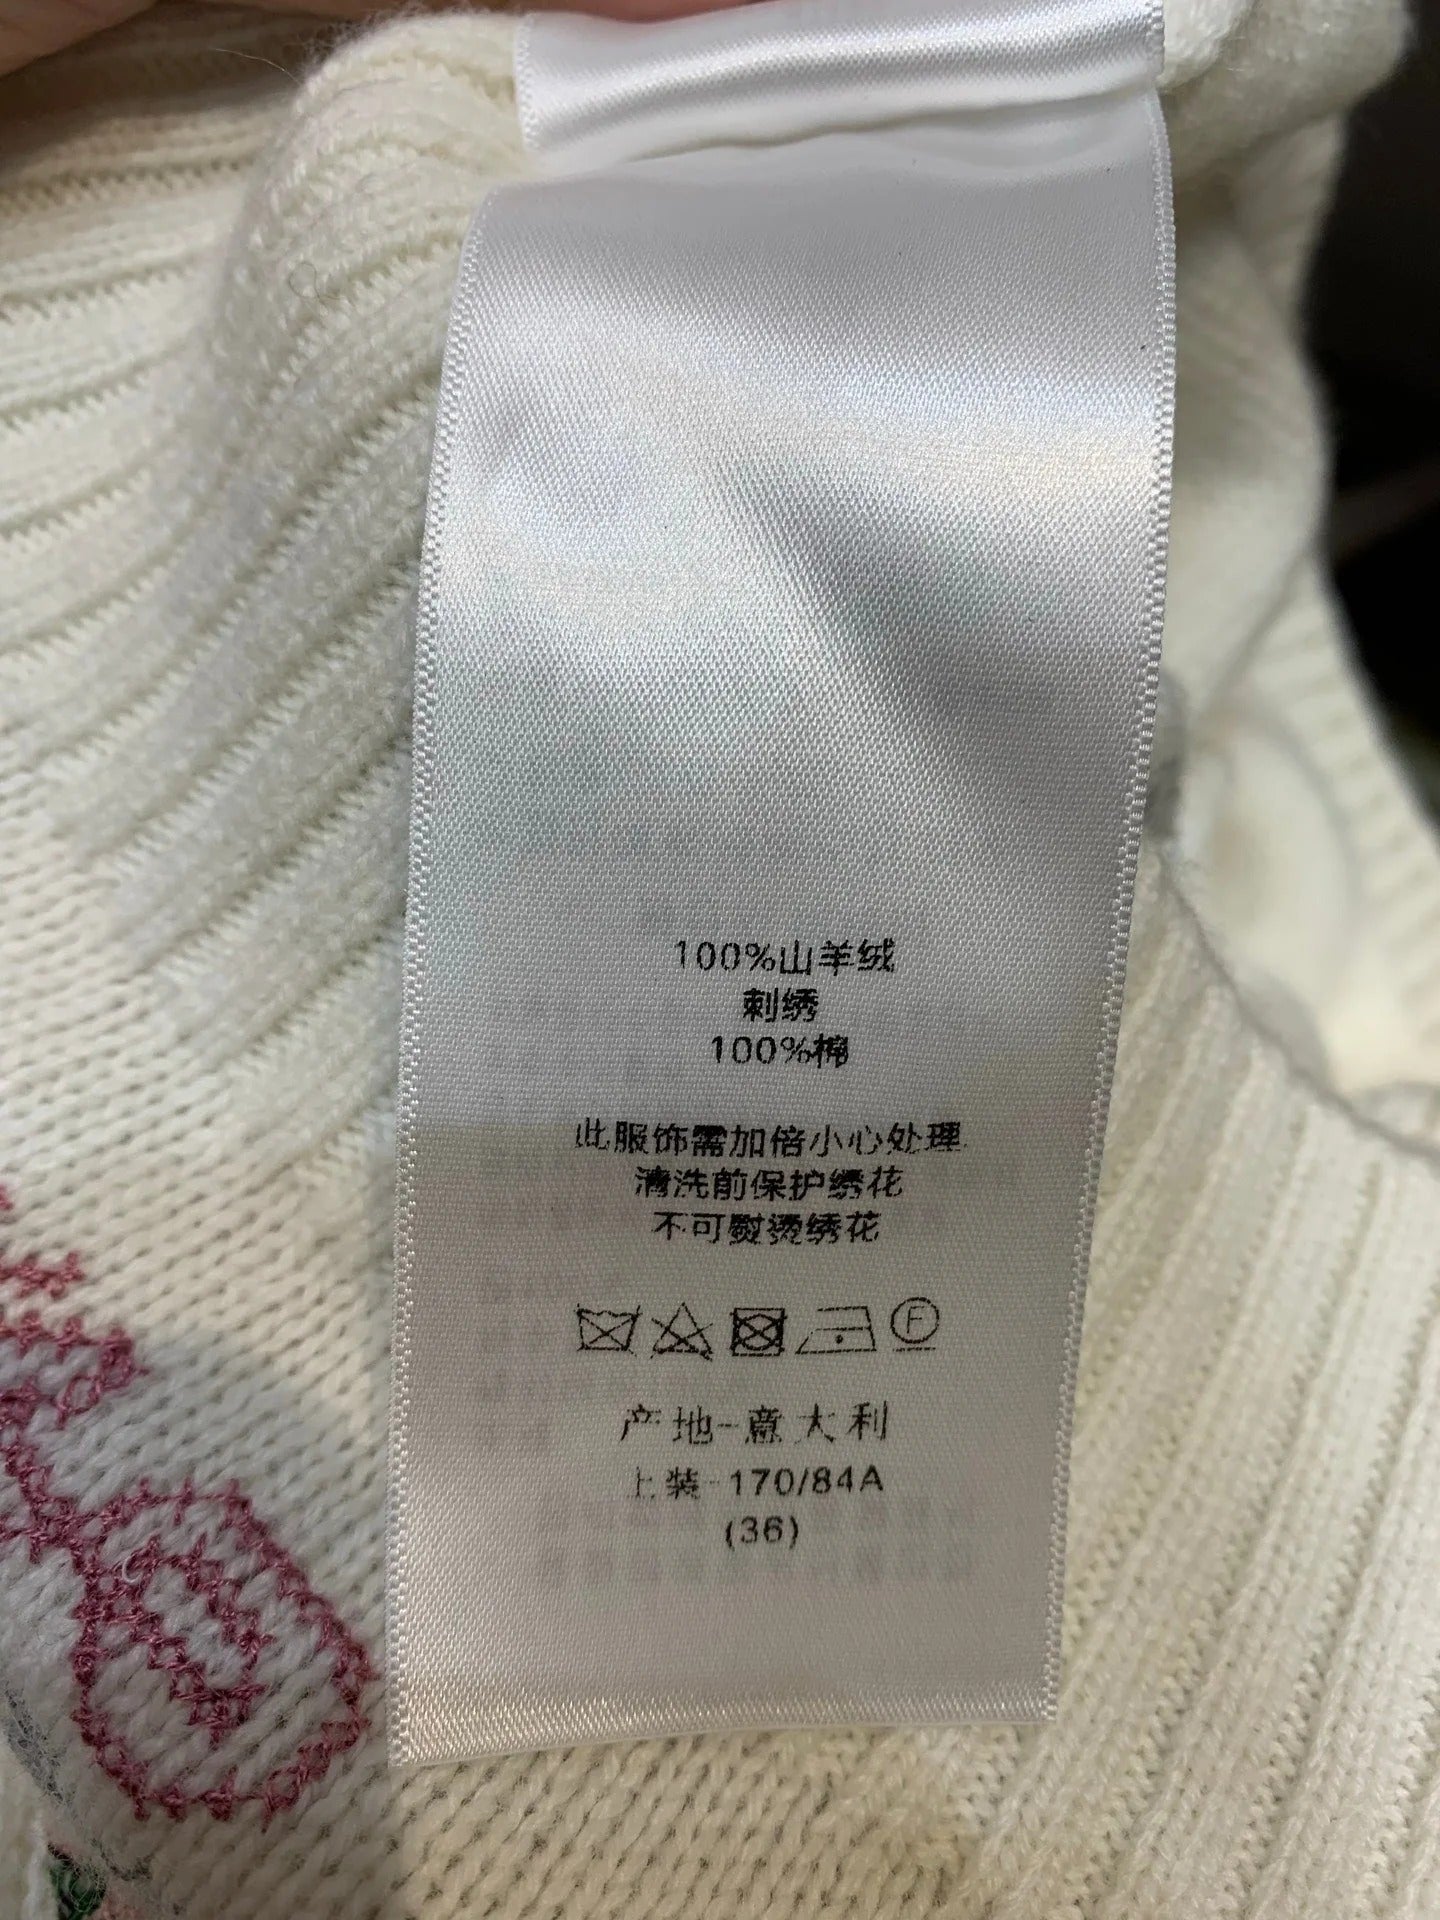 100%山羊绒
刺绣
100%棉
此服饰需加倍小心处理
清洗前保护绣花
不可熨烫绣花
F
产地-意大利
上装-170/84A
(36)